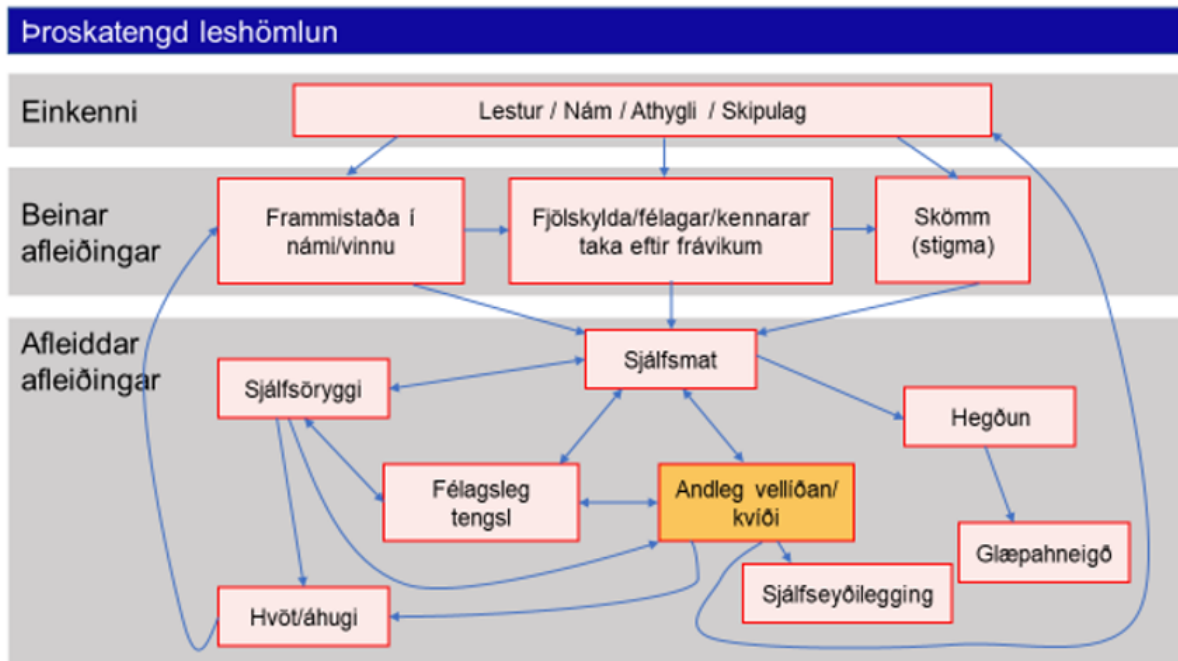 Þroskatengd leshömlun
Einkenni
Lestur / Nám / Athygli / Skipulag
Beinar
afleiðingar
Frammistaða í
námi/vinnu
Fjölskylda/félagar/kennarar
taka eftir frávikum
Skömm
(stigma)
Afleiddar
afleiðingar
Sjálfsmat
Sjálfsöryggi
Hegðun
Félagsleg
tengsl
Andleg vellíðan/
kvíði
Glæpahneigð
Sjálfseyðilegging
Hvöt/áhugi